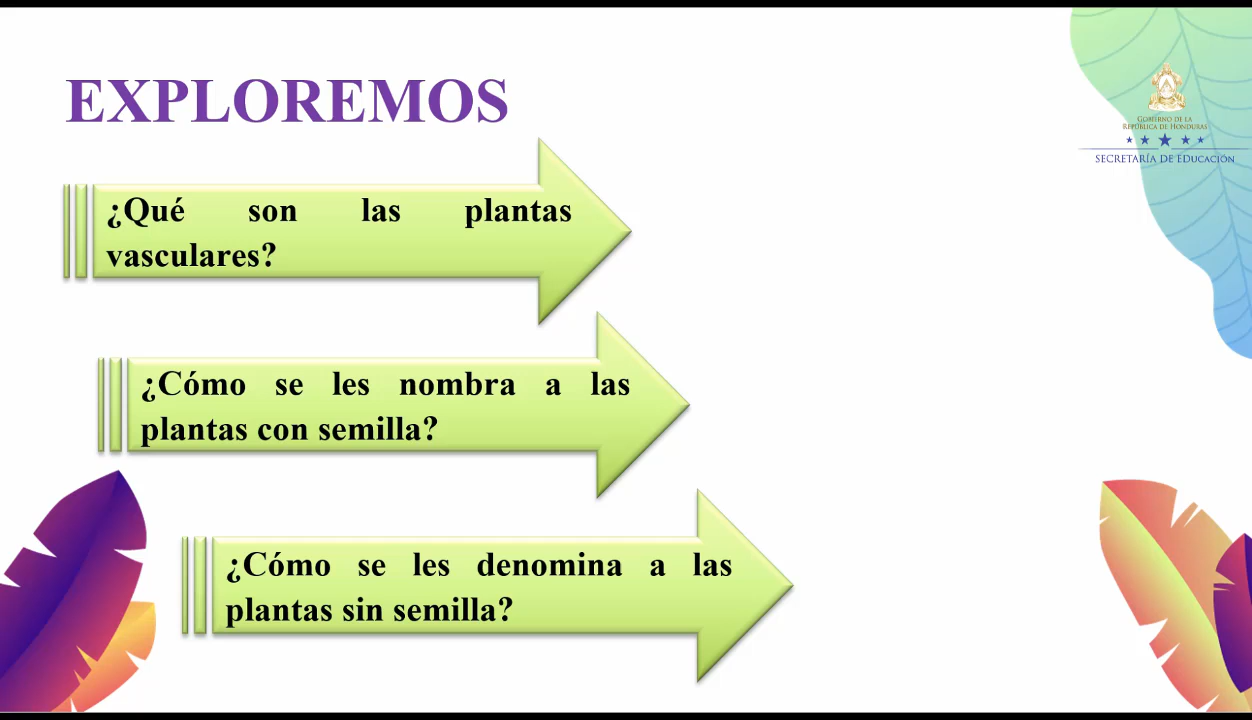 EXPLOREMOS
GOBIERNO DE LA
REPÚBLICA DE HONDURAS
SECRETARÍA DE EDUCACIÓN
¿Qué son las plantas
vasculares?
¿Cómo se les nombra a las
plantas con semilla?
¿Cómo se les denomina a las
plantas sin semilla?